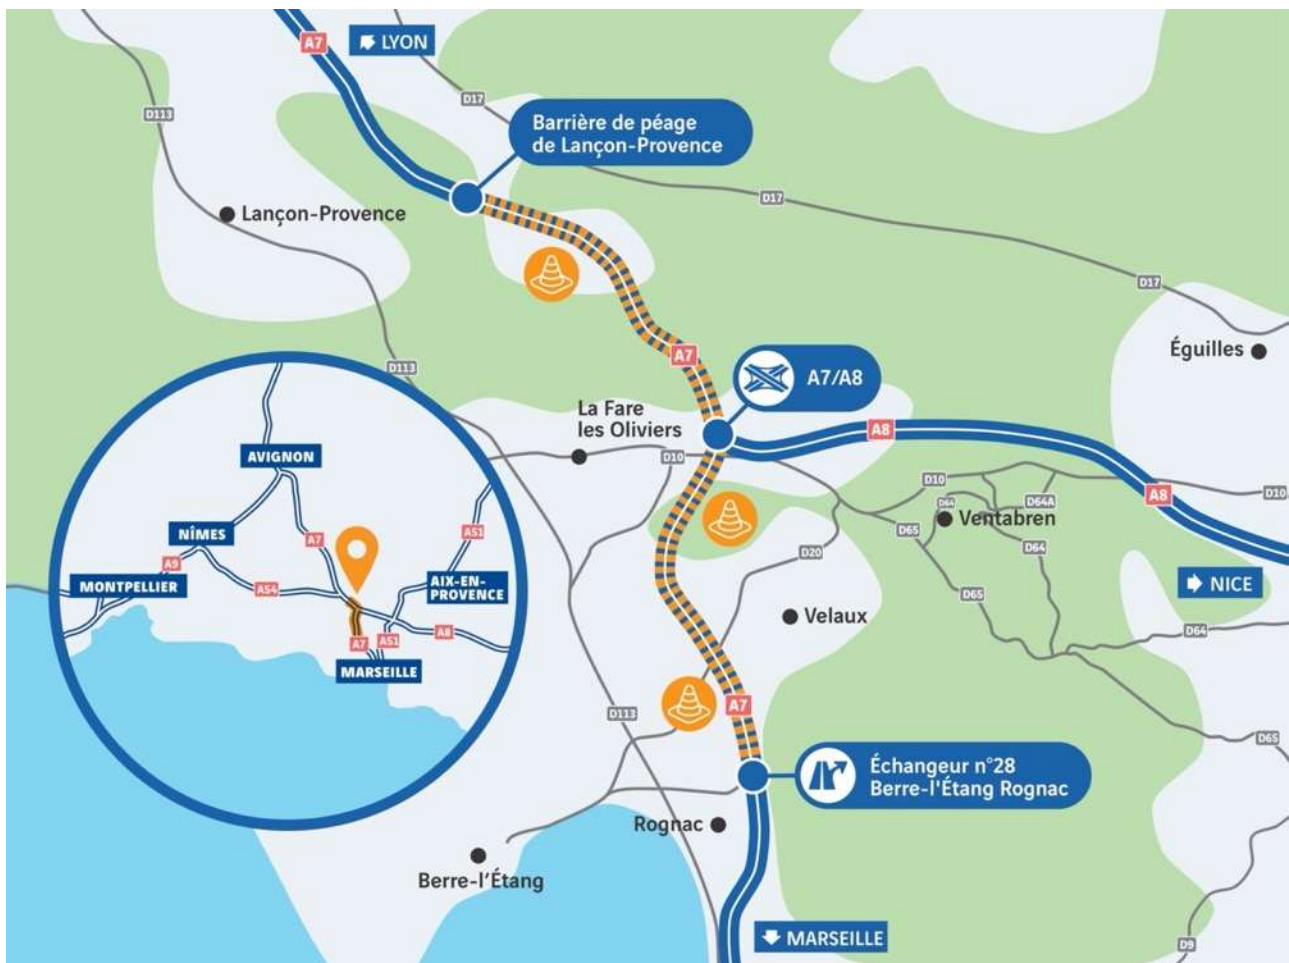 A7
LYON
D113
D17
Barrière de péage
de Lançon-Provence
D17
Lançon-Provence
D17
Éguilles
A7
D113
A7/A8
La Fare
les Oliviers
A8
D10
D10
D64
D64A
A8
D10
Ventabren
D65
D64
D20
D65
NICE
Velaux
D64
AVIGNON
NÎMES
A7
A51
A9
MONTPELLIER
A54
AIX-EN-
PROVENCE
A7
A51
A8
MARSEILLE
D113
A7
D65
Échangeur n°28
Berre-l'Étang Rognac
Rognac
Berre-l'Étang
MARSEILLE
D9